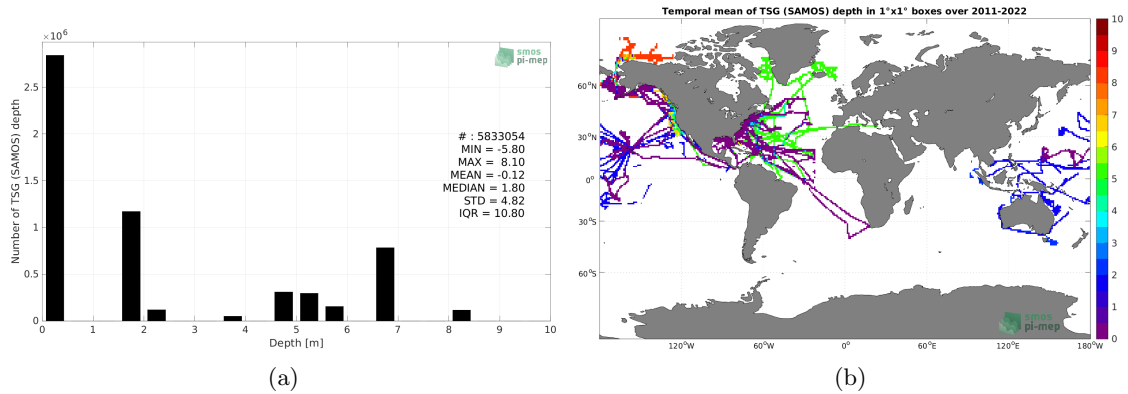 ×10⁶
smos
pi-mep
3
2.5
2
1.5
1
0.5
0
Number of TSG (SAMOS) depth
# : 5833054
MIN = -5.80
MAX = 8.10
MEAN = -0.12
MEDIAN = 1.80
STD = 4.82
IQR = 10.80
0 1 2 3 4 5 6 7 8 9 10
Depth [m]
(a)
Temporal mean of TSG (SAMOS) depth in 1°x1° boxes over 2011-2022
60°N
30°N
0°
30°S
60°S
120°W 60°W 0° 60°E 120°E 180°W
smos
pi-mep
10
9
8
7
6
5
4
3
2
1
0
(b)